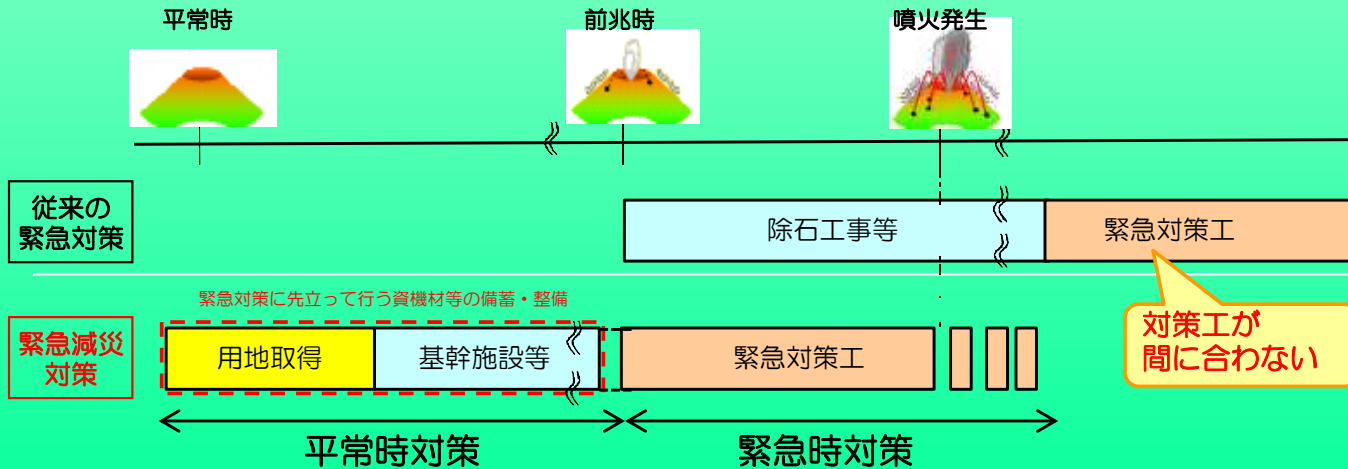 平常時
前兆時
噴火発生
従来の
緊急対策
除石工事等
緊急対策工
緊急対策に先立って行う資機材等の備蓄・整備
対策工が
間に合わない
緊急減災
対策
用地取得
基幹施設等
緊急対策工
平常時対策
緊急時対策